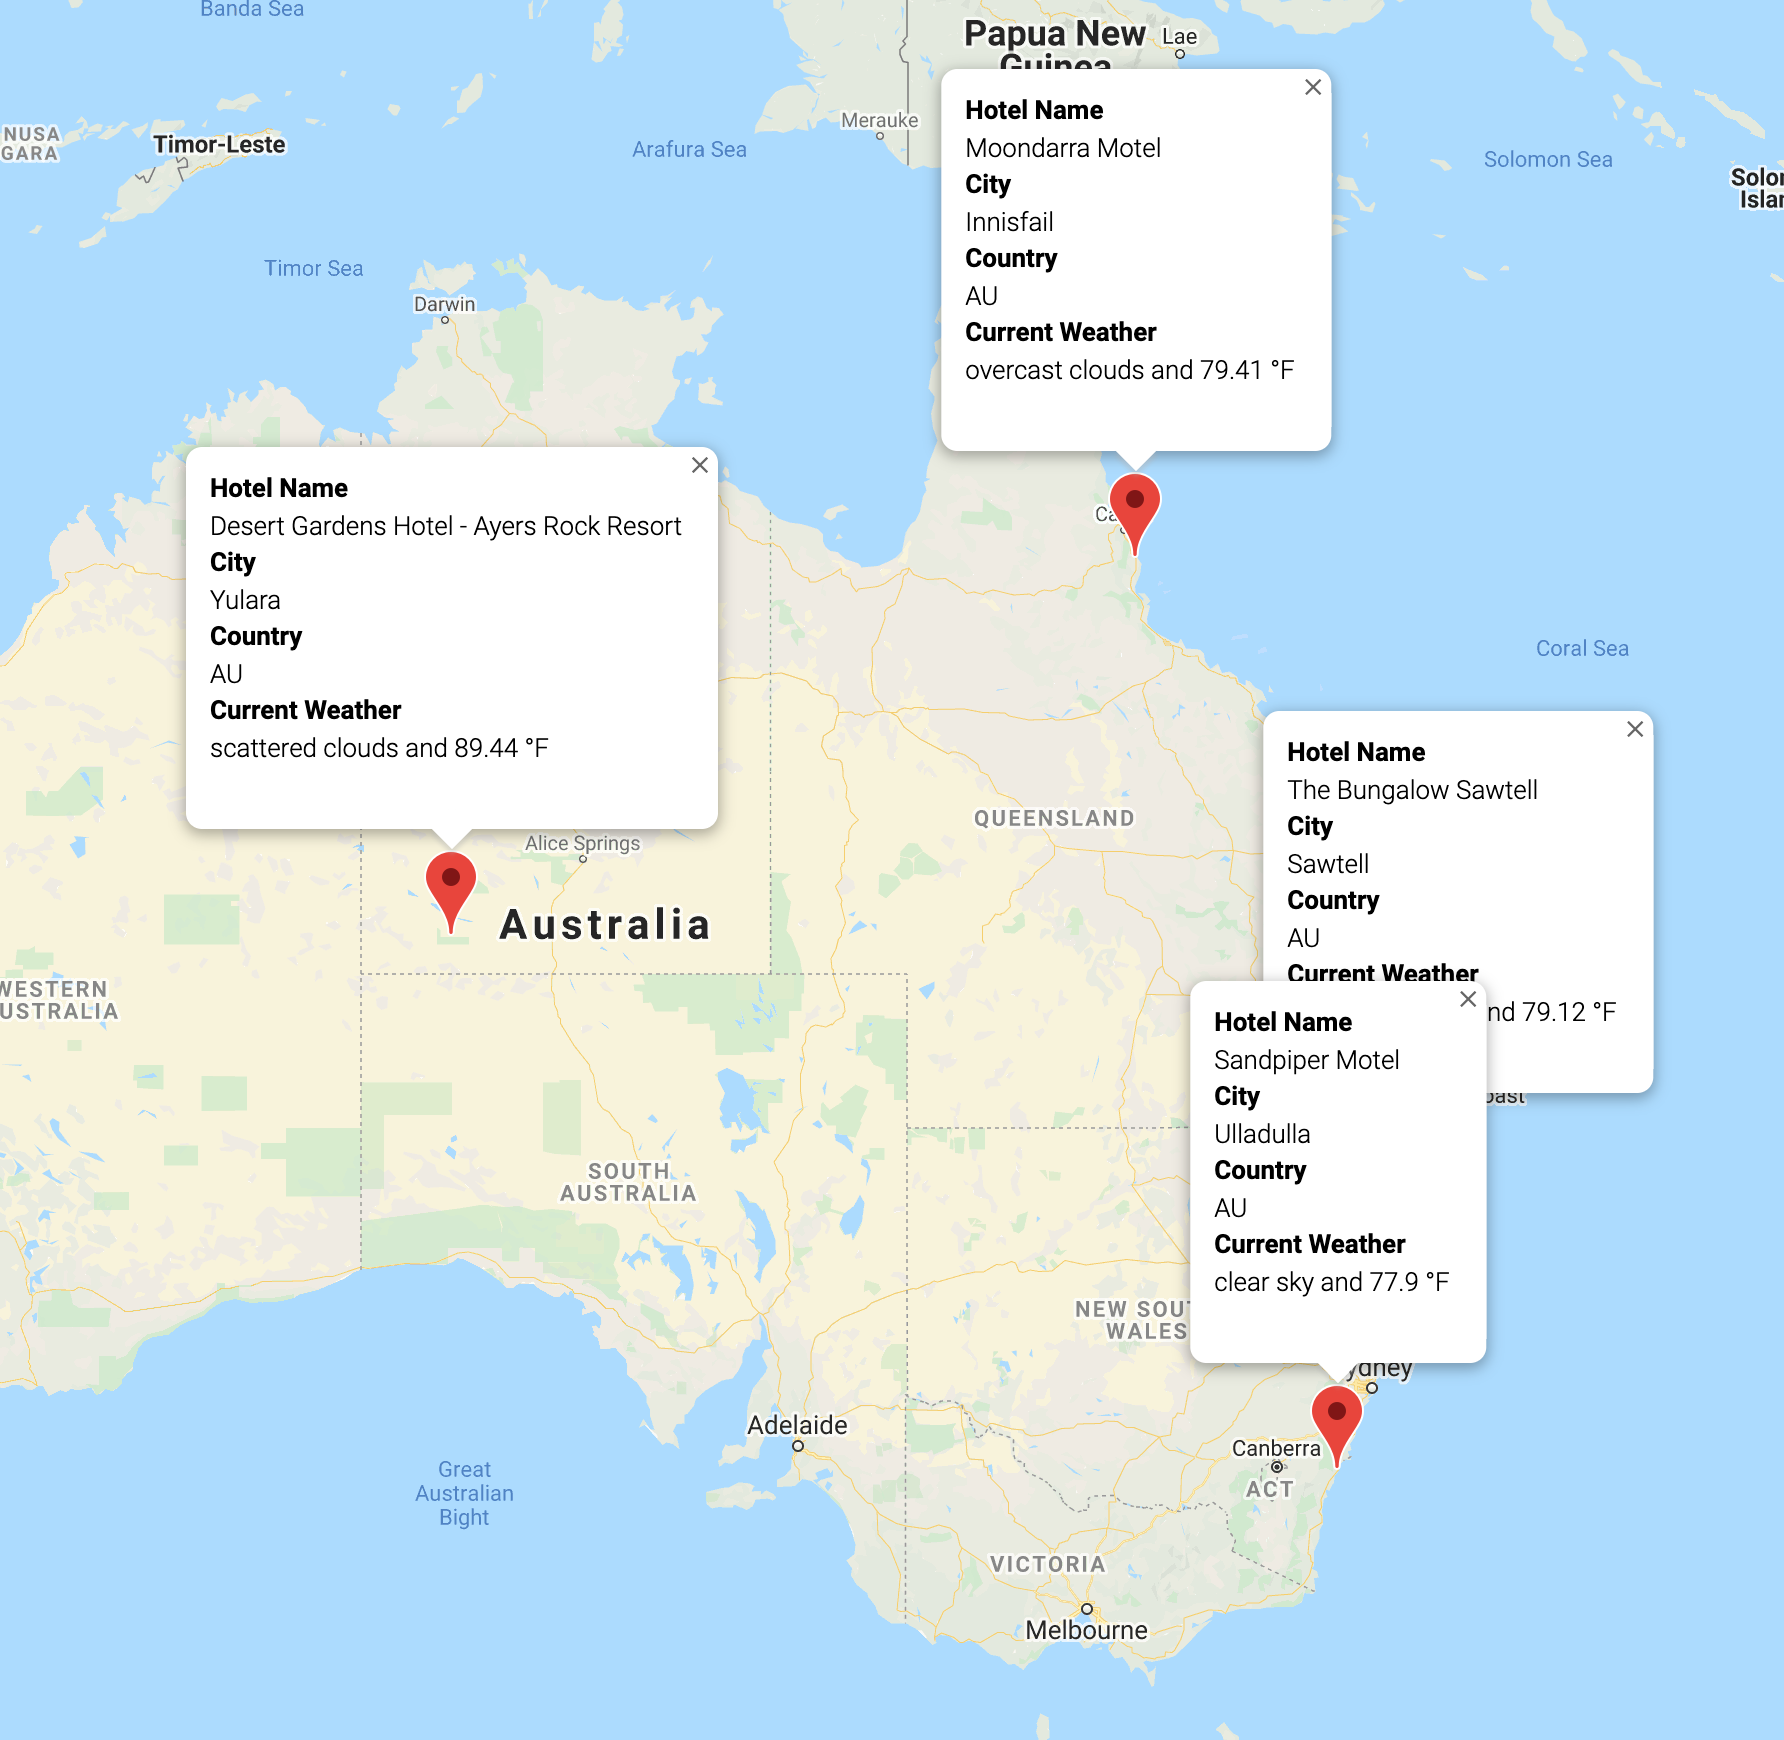 Banda Sea
Papua New
Guinea
Lae
NUSA
GARA
Timor-Leste
Merauke
Arafura Sea
Solomon Sea
Timor Sea
Darwin
Hotel Name
Moondarra Motel
City
Innisfail
Country
AU
Current Weather
overcast clouds and 79.41 °F
Hotel Name
Desert Gardens Hotel - Ayers Rock Resort
City
Yulara
Country
AU
Current Weather
scattered clouds and 89.44 °F
Coral Sea
Hotel Name
The Bungalow Sawtell
City
Sawtell
Country
AU
Current Weather
79.12 °F
QUEENSLAND
Alice Springs
Australia
WESTERN
USTRALIA
Hotel Name
Sandpiper Motel
City
Ulladulla
Country
AU
Current Weather
clear sky and 77.9 °F
SOUTH
AUSTRALIA
NEW SOU
WALES
ydney
Adelaide
Canberra
ACT
Great
Australian
Bight
VICTORIA
Melbourne